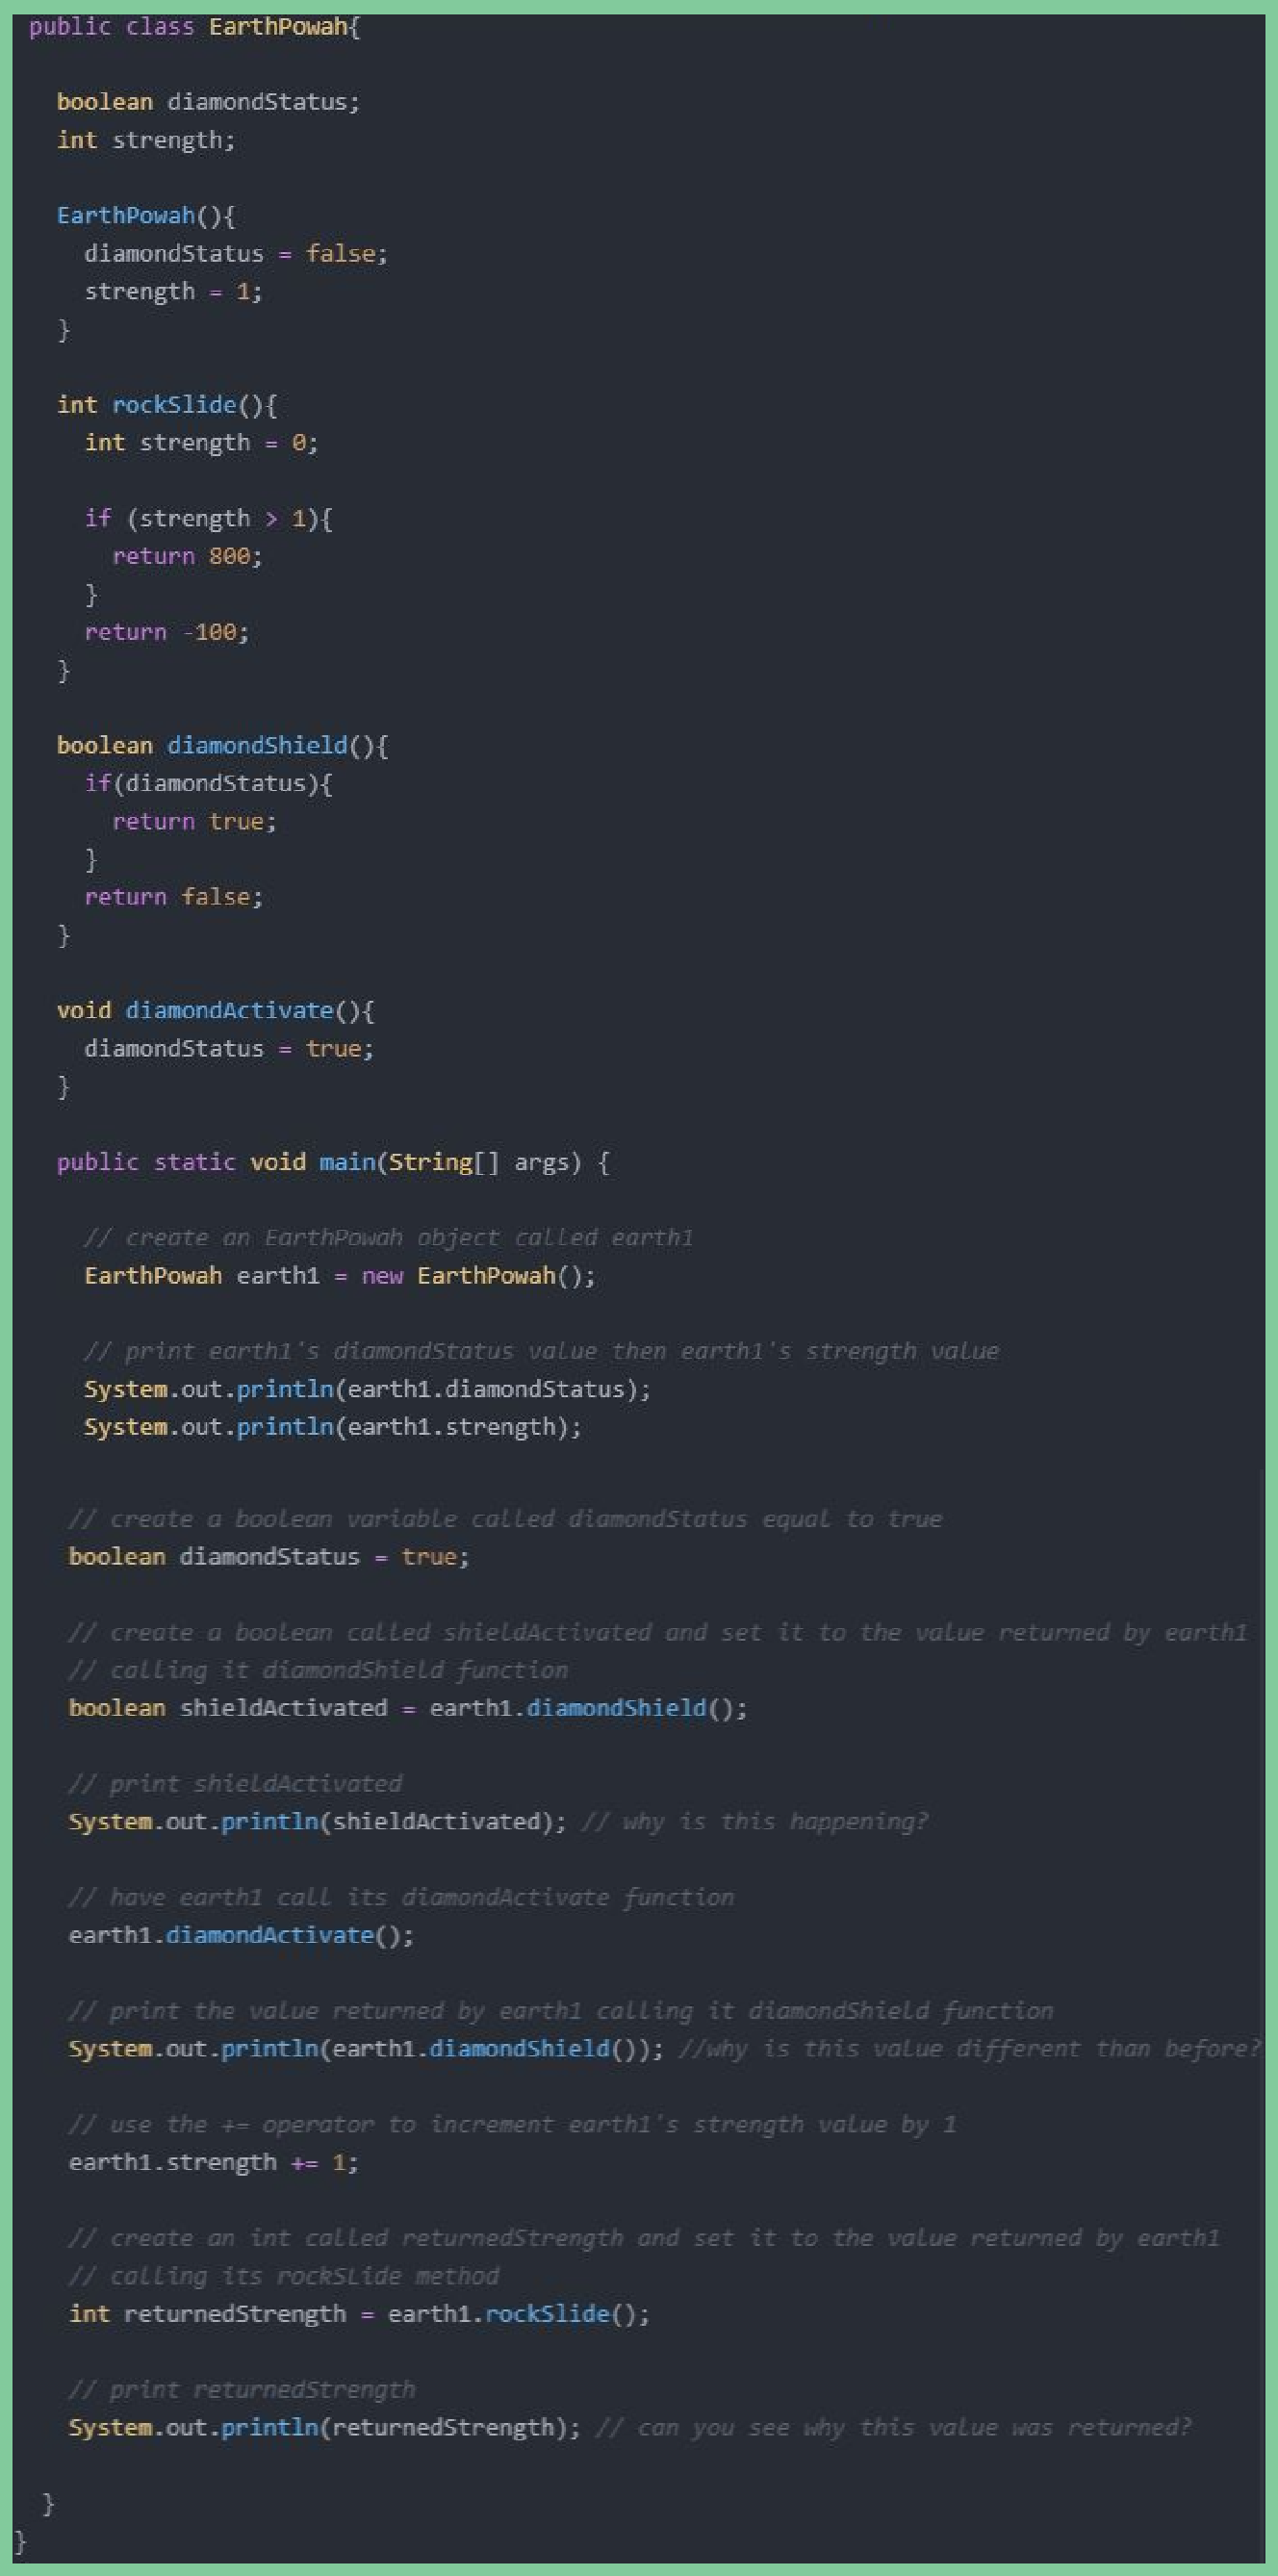 public class EarthPowah{
boolean diamondStatus;
int strength;
EarthPowah(){
diamondStatus = false;
strength = 1;
}
int rockSlide(){
int strength = 0;
if (strength > 1){
return 800;
}
return -100;
}
boolean diamondShield(){
if(diamondStatus){
return true;
}
return false;
}
void diamondActivate(){
diamondStatus = true;
}
public static void main(String[] args) {
// create an EarthPowah object called earth1
EarthPowah earth1 = new EarthPowah();
// print earth1's diamondStatus value then earth1's strength value
System.out.println(earth1.diamondStatus);
System.out.println(earth1.strength);
// create a boolean variable called diamondStatus equal to true
boolean diamondStatus = true;
// create a boolean called shieldActivated and set it to the value returned by earth1
// calling it diamondShield function
boolean shieldActivated = earth1.diamondShield();
// print shieldActivated
System.out.println(shieldActivated); // why is this happening?
// have earth1 call its diamondActivate function
earth1.diamondActivate();
// print the value returned by earth1 calling it diamondShield function
System.out.println(earth1.diamondShield()); //why is this value different than before?
// use the += operator to increment earth1's strength value by 1
earth1.strength += 1;
// create an int called returnedStrength and set it to the value returned by earth1
// calling its rockSLide method
int returnedStrength = earth1.rockSlide();
// print returnedStrength
System.out.println(returnedStrength); // can you see why this value was returned?
}
}